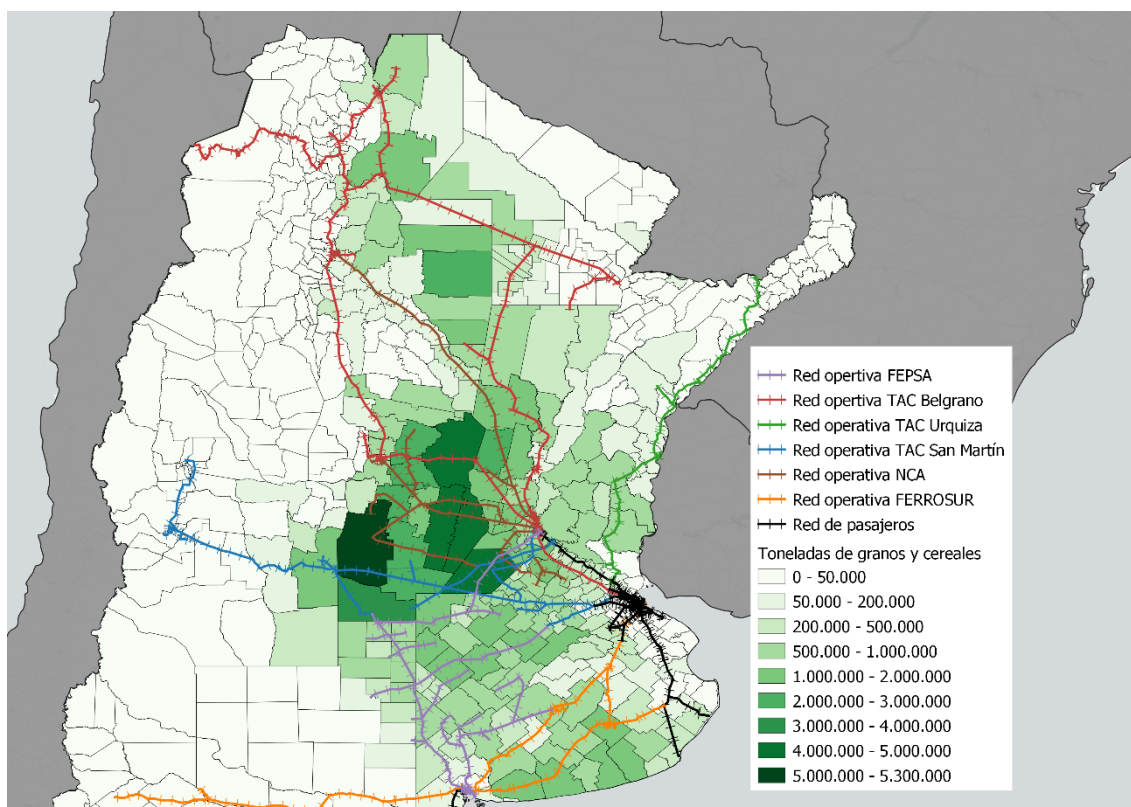 Red opertiva FEPSA
Red opertiva TAC Belgrano
Red operativa TAC Urquiza
Red operativa TAC San Martín
Red operativa NCA
Red operativa FERROSUR
Red de pasajeros
Toneladas de granos y cereales
0 - 50.000
50.000 - 200.000
200.000 - 500.000
500.000 - 1.000.000
1.000.000 - 2.000.000
2.000.000 - 3.000.000
3.000.000 - 4.000.000
4.000.000 - 5.000.000
5.000.000 - 5.300.000